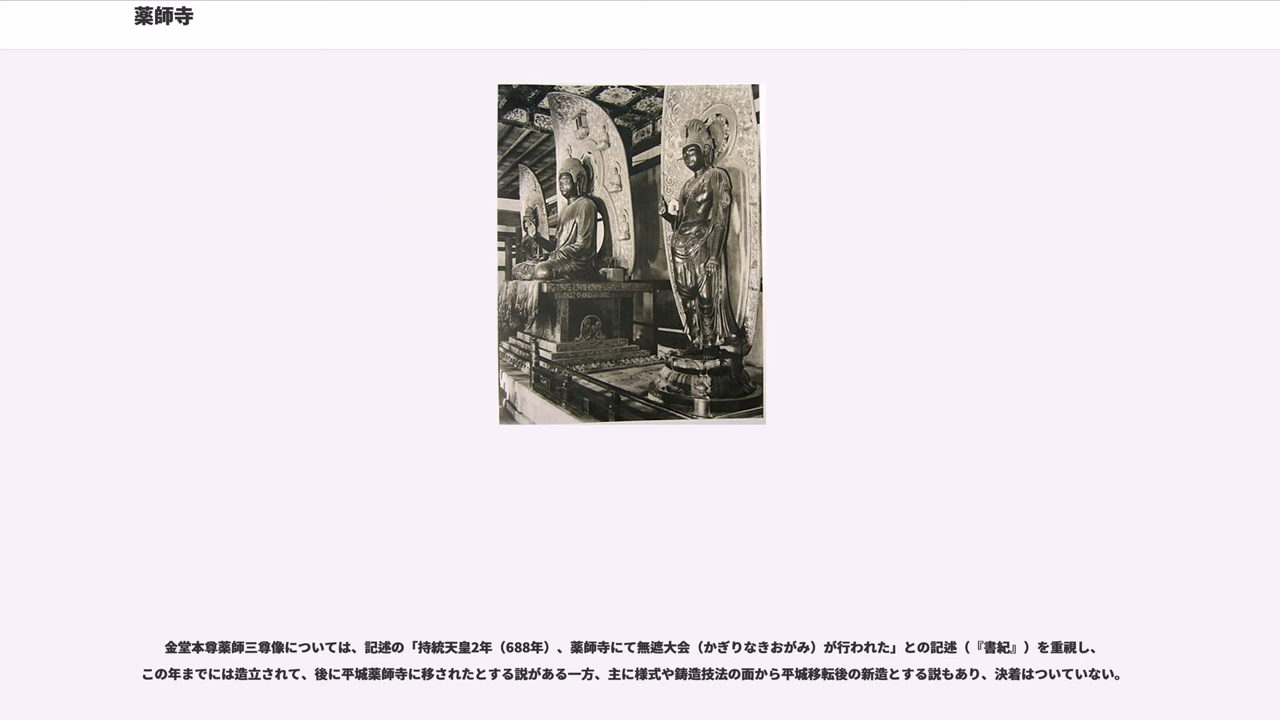 薬師寺
金堂本尊薬師三尊像については、記述の「持統天皇2年（688年）、薬師寺にて無遮大会（かぎりなきおがみ）が行われた」との記述（『書紀』）を重視し、
この年までには造立されて、後に平城薬師寺に移されたとする説がある一方、主に様式や鋳造技法の面から平城移転後の新造とする説もあり、決着はついていない。